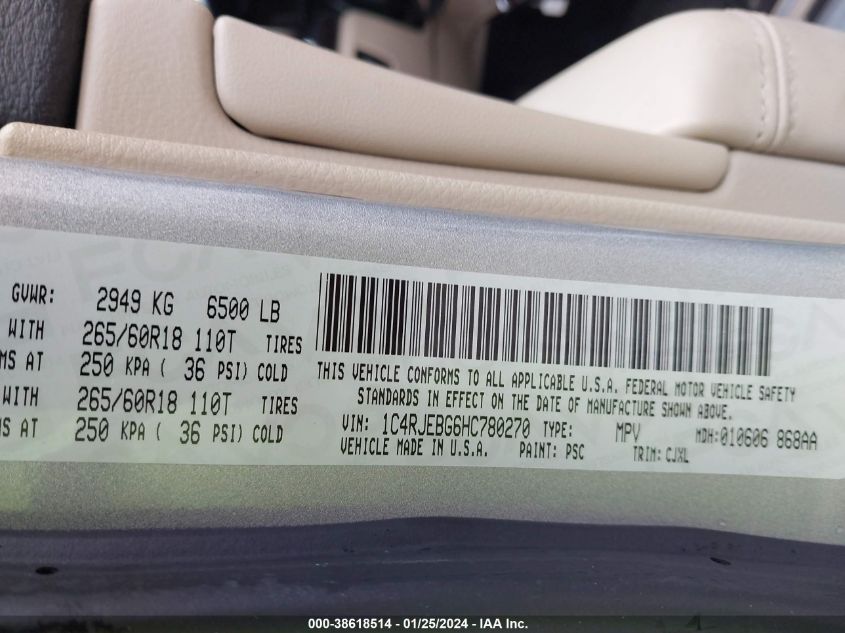 GVWR: 2949 KG 6500 LB
WITH 265/60R18 110T TIRES
MS AT 250 KPA ( 36 PSI) COLD
WITH 265/60R18 110T TIRES
MS AT 250 KPA ( 36 PSI) COLD
THIS VEHICLE CONFORMS TO ALL APPLICABLE U.S.A. FEDERAL MOTOR VEHICLE SAFETY
STANDARDS IN EFFECT ON THE DATE OF MANUFACTURE SHOWN ABOVE.
VIN: 1C4RJEBG6HC780270 TYPE: MPV MDH:010606 868AA
VEHICLE MADE IN U.S.A. PAINT: PSC TRIM: CJXL
000-38618514 - 01/25/2024 - IAA Inc.